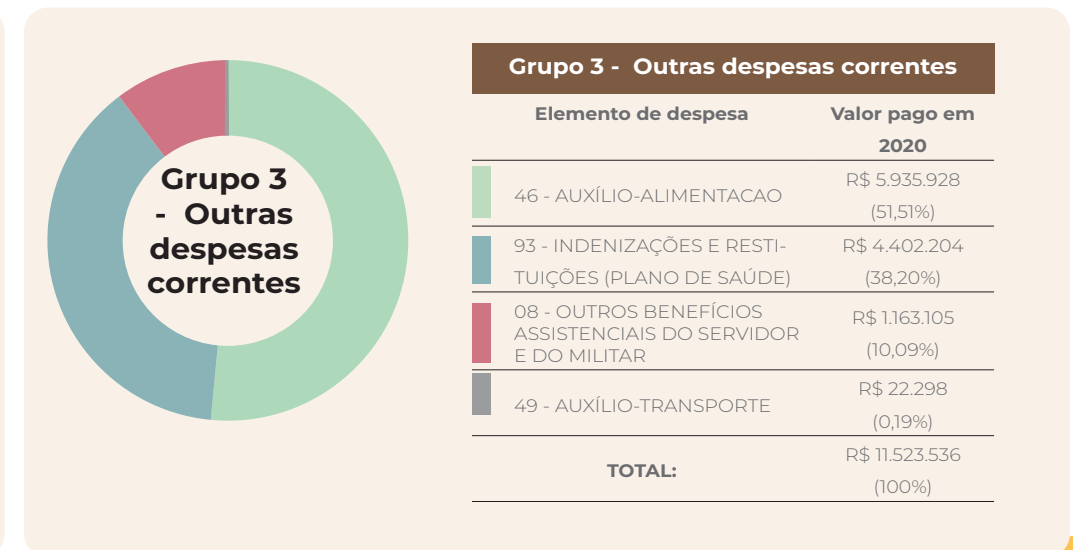 Grupo 3
- Outras
despesas
correntes
Grupo 3 - Outras despesas correntes
Elemento de despesa
Valor pago em
2020
46 - AUXÍLIO-ALIMENTACAO
R$ 5.935.928
(51,51%)
93 - INDENIZAÇÕES E RESTI-
TUIÇÕES (PLANO DE SAÚDE)
R$ 4.402.204
(38,20%)
08 - OUTROS BENEFÍCIOS
ASSISTENCIAIS DO SERVIDOR
E DO MILITAR
R$ 1.163.105
(10,09%)
49 - AUXÍLIO-TRANSPORTE
R$ 22.298
(0,19%)
TOTAL:
R$ 11.523.536
(100%)